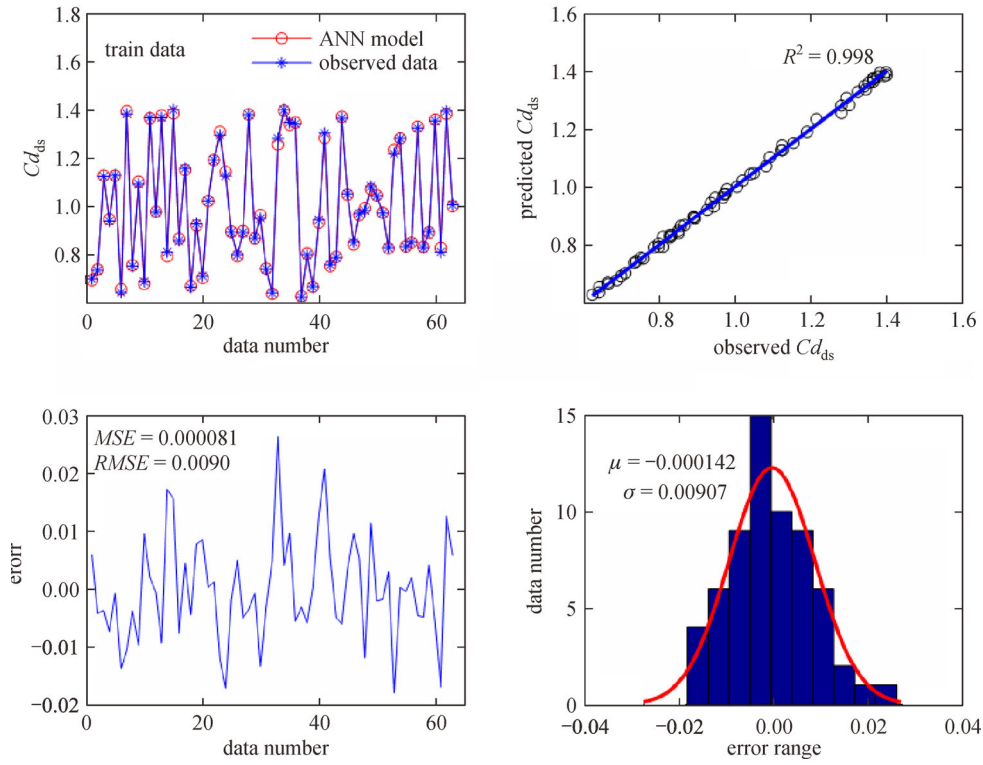 1.8
1.6
1.4
1.2
1.0
0.8
Cd_ds
train data
ANN model
observed data
0 20 40 60
data number
1.6
1.4
1.2
1.0
0.8
predicted Cd_ds
R² = 0.998
0.8 1.0 1.2 1.4 1.6
observed Cd_ds
0.03
0.02
0.01
0.00
−0.01
−0.02
erorr
MSE = 0.000081
RMSE = 0.0090
0 20 40 60
data number
15
10
5
0
data number
μ = −0.000142
σ = 0.00907
−0.04 −0.02 0.00 0.02 0.04
error range